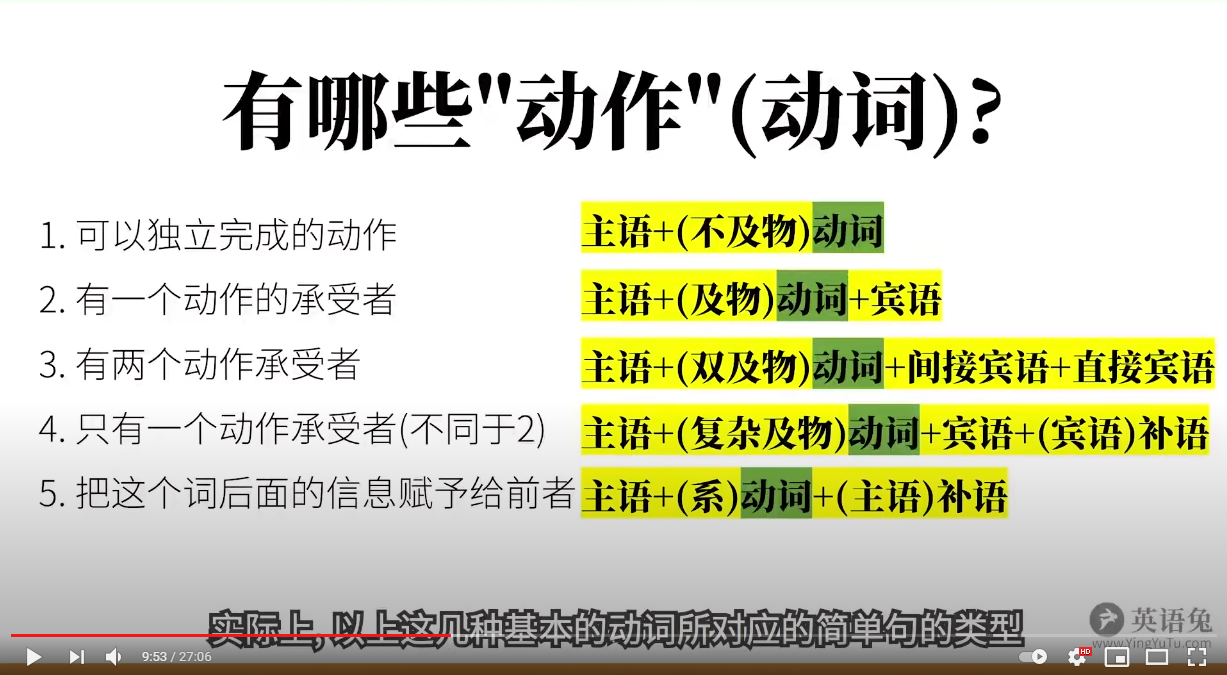 有哪些"动作"(动词)?
1. 可以独立完成的动作
主语+(不及物)动词
2. 有一个动作的承受者
主语+(及物)动词+宾语
3. 有两个动作承受者
主语+(双及物)动词+间接宾语+直接宾语
4. 只有一个动作承受者(不同于2)
主语+(复杂及物)动词+宾语+(宾语)补语
5. 把这个词后面的信息赋予给前者
主语+(系)动词+(主语)补语
实际上, 以上这几种基本的动词所对应的简单句的类型
英语兔
www.YingYuTu.com
9:53 / 27:06
HD